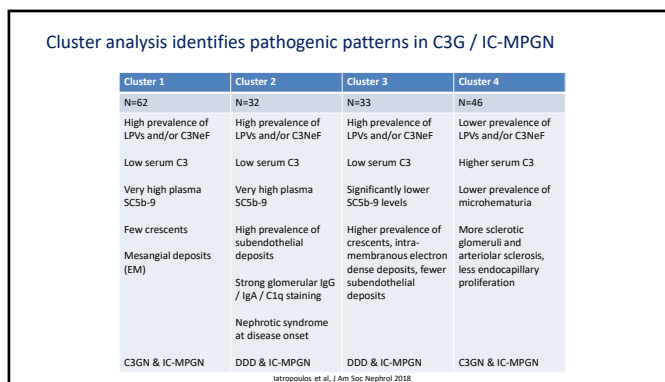 Cluster analysis identifies pathogenic patterns in C3G / IC-MPGN
Cluster 1
Cluster 2
Cluster 3
Cluster 4
N=62
N=32
N=33
N=46
High prevalence of
LPVs and/or C3NeF
Low serum C3
Very high plasma
SC5b-9
Few crescents
Mesangial deposits
(EM)
C3GN & IC-MPGN
High prevalence of
LPVs and/or C3NeF
Low serum C3
Very high plasma
SC5b-9
High prevalence of
subendothelial
deposits
Strong glomerular IgG
/ IgA / C1q staining
Nephrotic syndrome
at disease onset
DDD & IC-MPGN
High prevalence of
LPVs and/or C3NeF
Low serum C3
Significantly lower
SC5b-9 levels
Higher prevalence of
crescents, intra-
membranous electron
dense deposits, fewer
subendothelial
deposits
DDD & IC-MPGN
Lower prevalence of
LPVs and/or C3NeF
Higher serum C3
Lower prevalence of
microhematuria
More sclerotic
glomeruli and
arteriolar sclerosis,
less endocapillary
proliferation
C3GN & IC-MPGN
Iatropoulos et al, J Am Soc Nephrol 2018